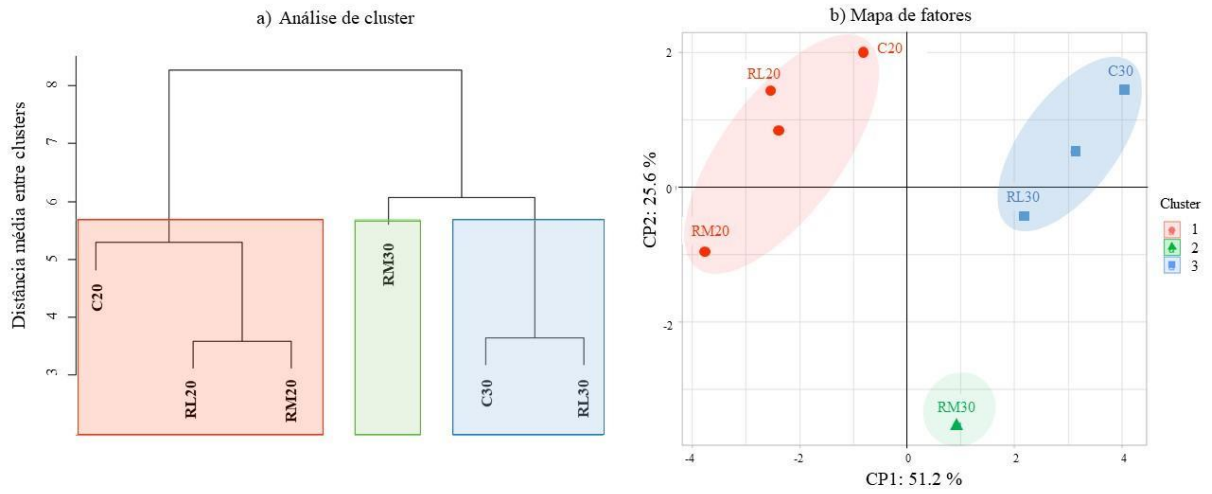 a) Análise de cluster
Distância média entre clusters
8
7
6
5
4
3
C20
RL20
RM20
RM30
C30
RL30
b) Mapa de fatores
CP2: 25.6 %
2
0
-2
C20
RL20
RM20
C30
RL30
RM30
-4
-2
0
2
4
CP1: 51.2 %
Cluster
1
2
3